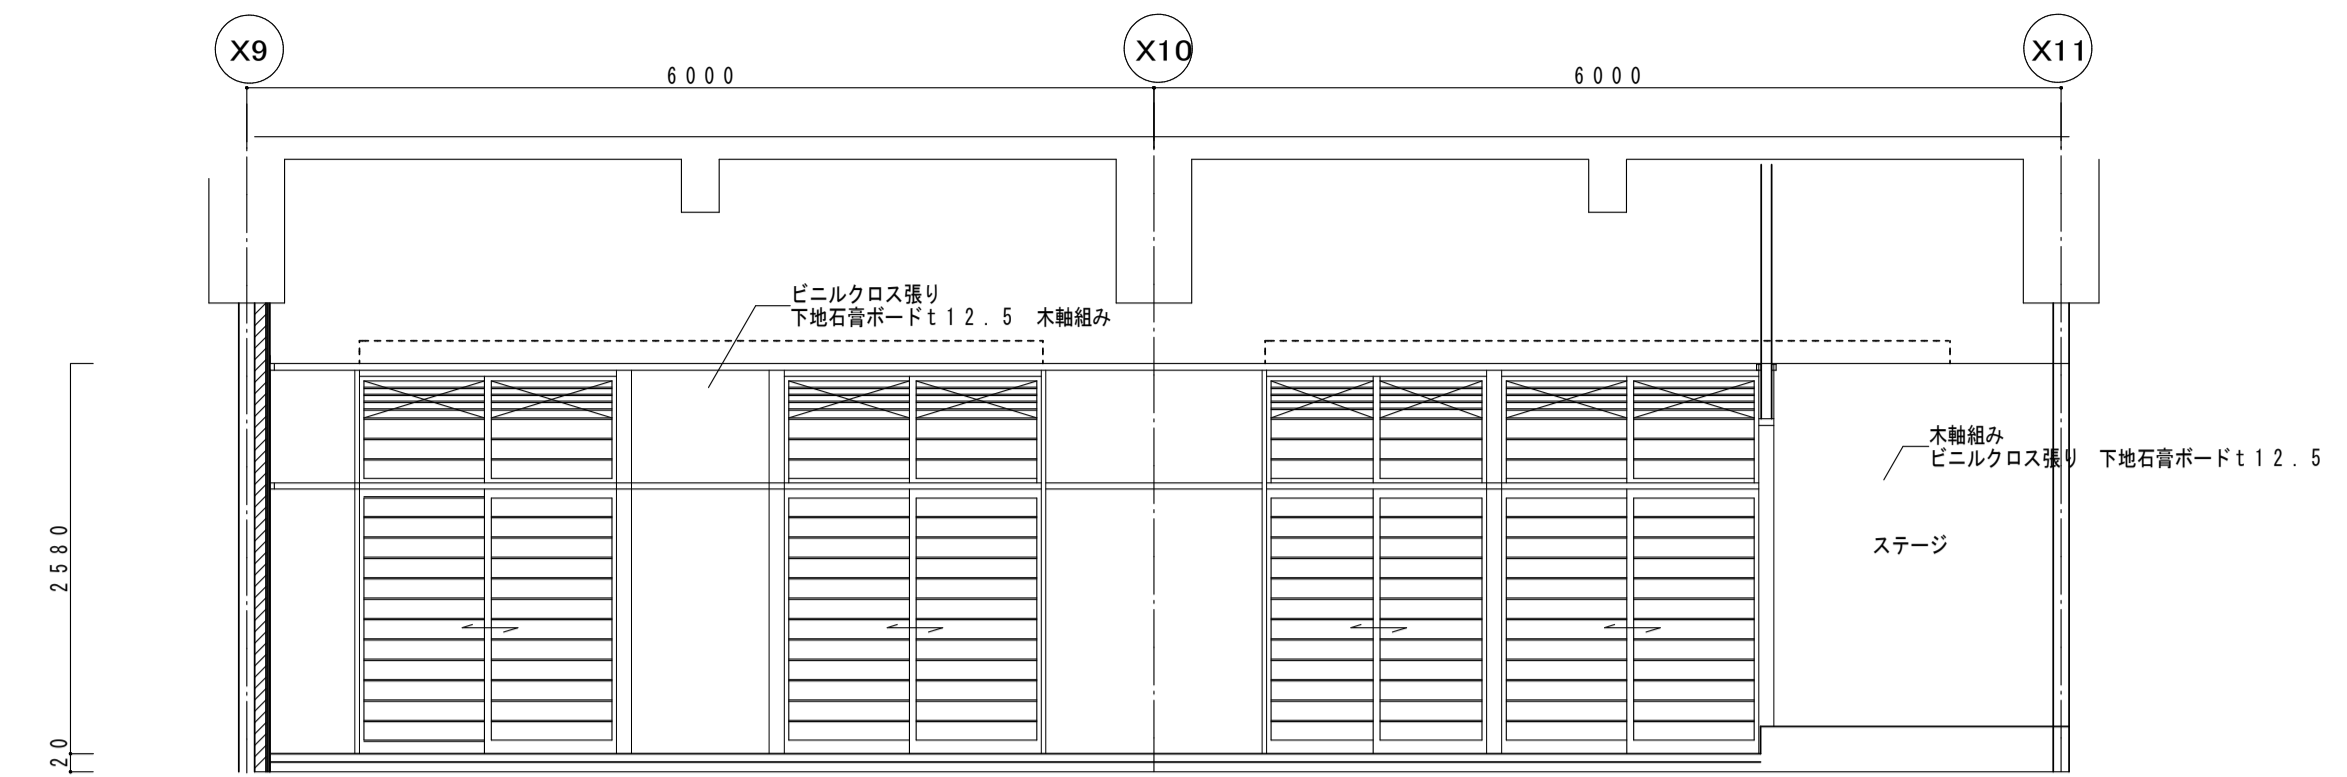 X9
X10
X11
6000
6000
ビニルクロス張り
下地石膏ボードt12.5 木軸組み
木軸組み
ビニルクロス張り 下地石膏ボードt12.5
ステージ
2580